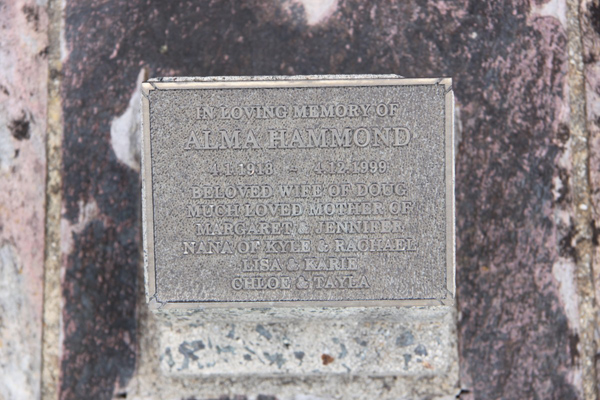 IN LOVING MEMORY OF
ALMA HAMMOND
4.1.1918 - 4.12.1999
BELOVED WIFE OF DOUG
MUCH LOVED MOTHER OF
MARGARET & JENNIFER
NANA OF KYLE & RACHAEL
LISA & KARIE
CHLOE & TAYLA